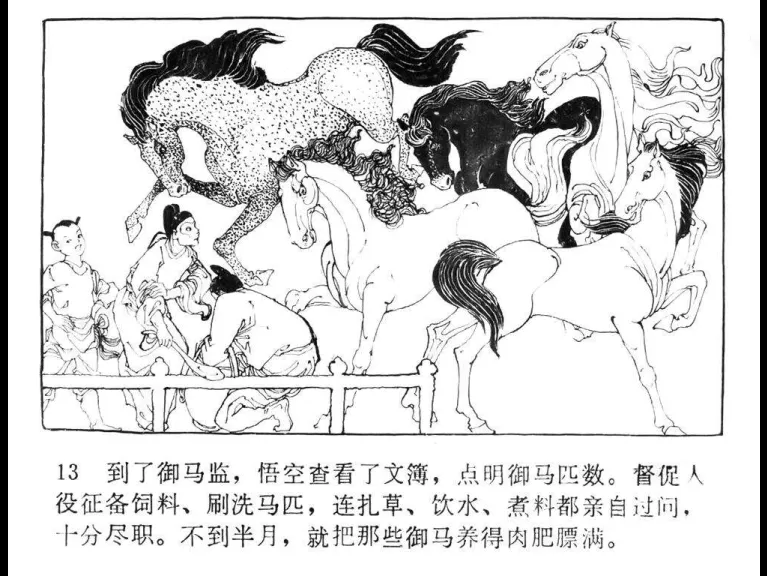 13 到了御马监，悟空查看了文簿，点明御马匹数。督促人
役征备饲料、刷洗马匹，连扎草、饮水、煮料都亲自过问，
十分尽职。不到半月，就把那些御马养得肉肥膘满。